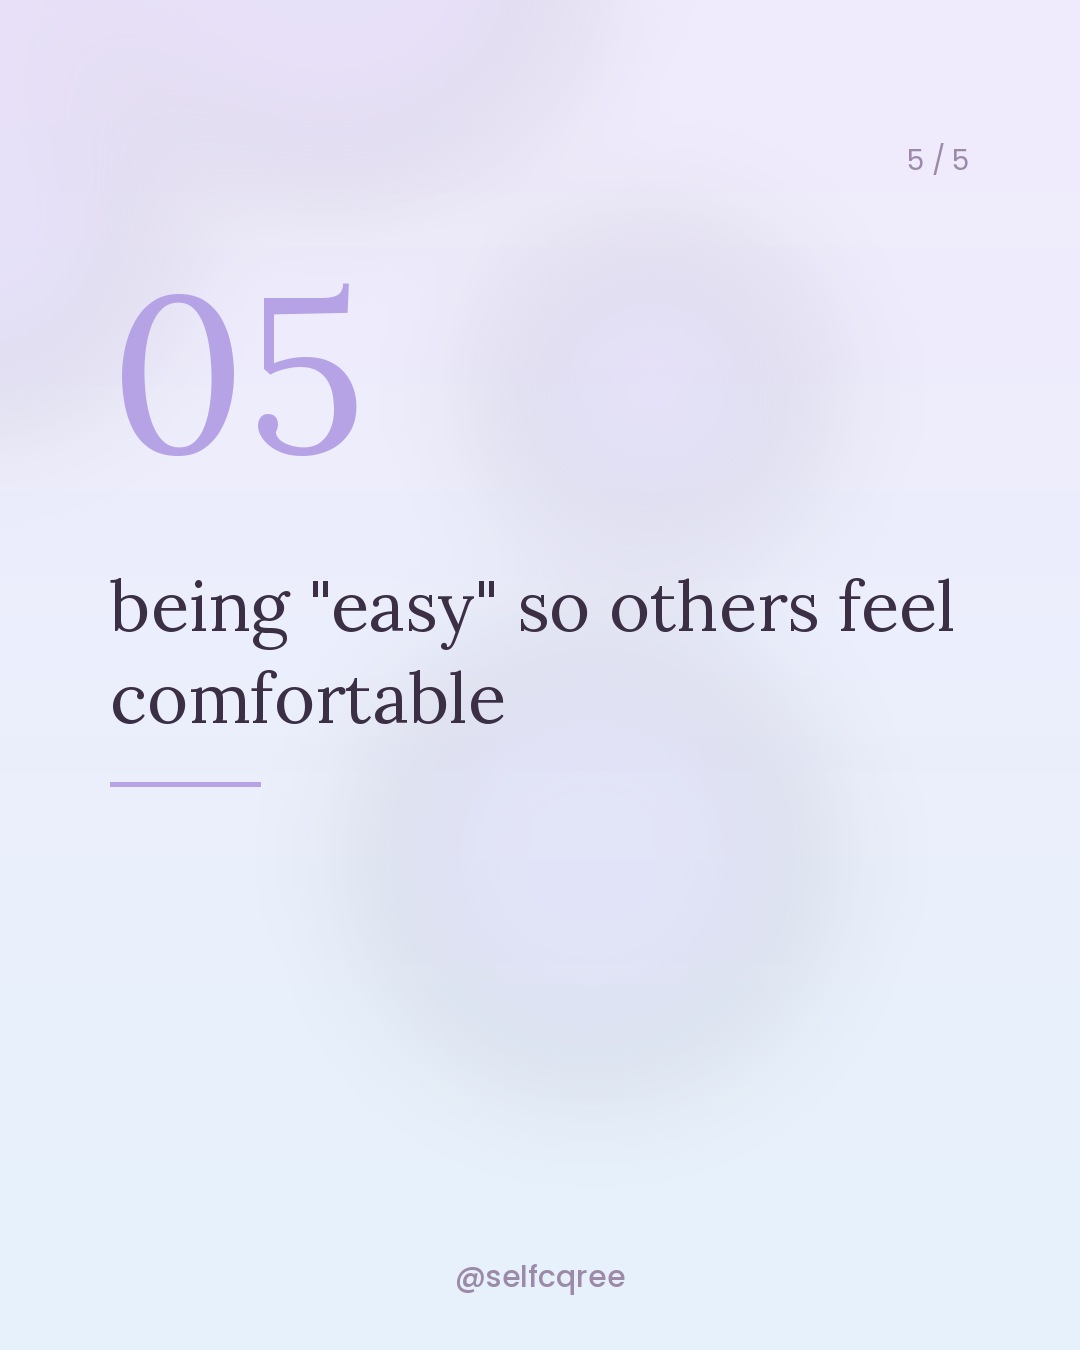 5 / 5
05
being "easy" so others feel
comfortable
@selfcqree